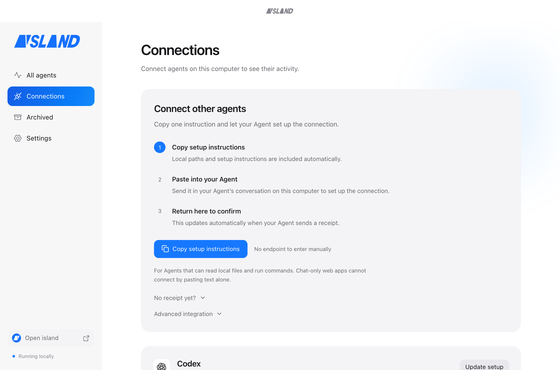 ISLAND
ISLAND
All agents
Connections
Archived
Settings
Open island
Running locally
Connections
Connect agents on this computer to see their activity.
Connect other agents
Copy one instruction and let your Agent set up the connection.
1
Copy setup instructions
Local paths and setup instructions are included automatically.
2
Paste into your Agent
Send it in your Agent's conversation on this computer to set up the connection.
3
Return here to confirm
This updates automatically when your Agent sends a receipt.
Copy setup instructions
No endpoint to enter manually
For Agents that can read local files and run commands. Chat-only web apps cannot
connect by pasting text alone.
No receipt yet?
Advanced integration
Codex
Update setup